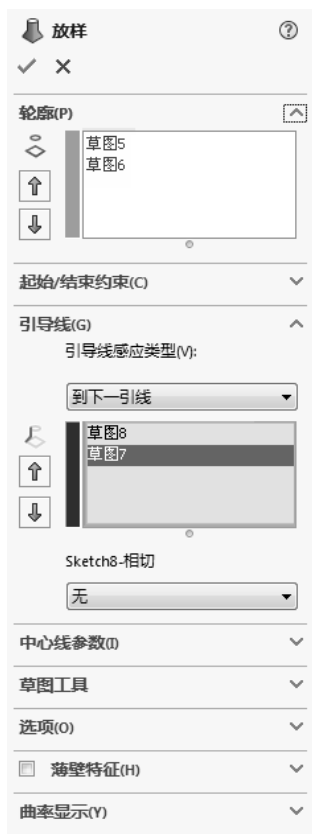 放样
轮廓(P)
草图5
草图6
起始/结束约束(C)
引导线(G)
引导线感应类型(V):
到下一引线
草图8
草图7
Sketch8-相切
无
中心线参数(I)
草图工具
选项(O)
薄壁特征(H)
曲率显示(Y)